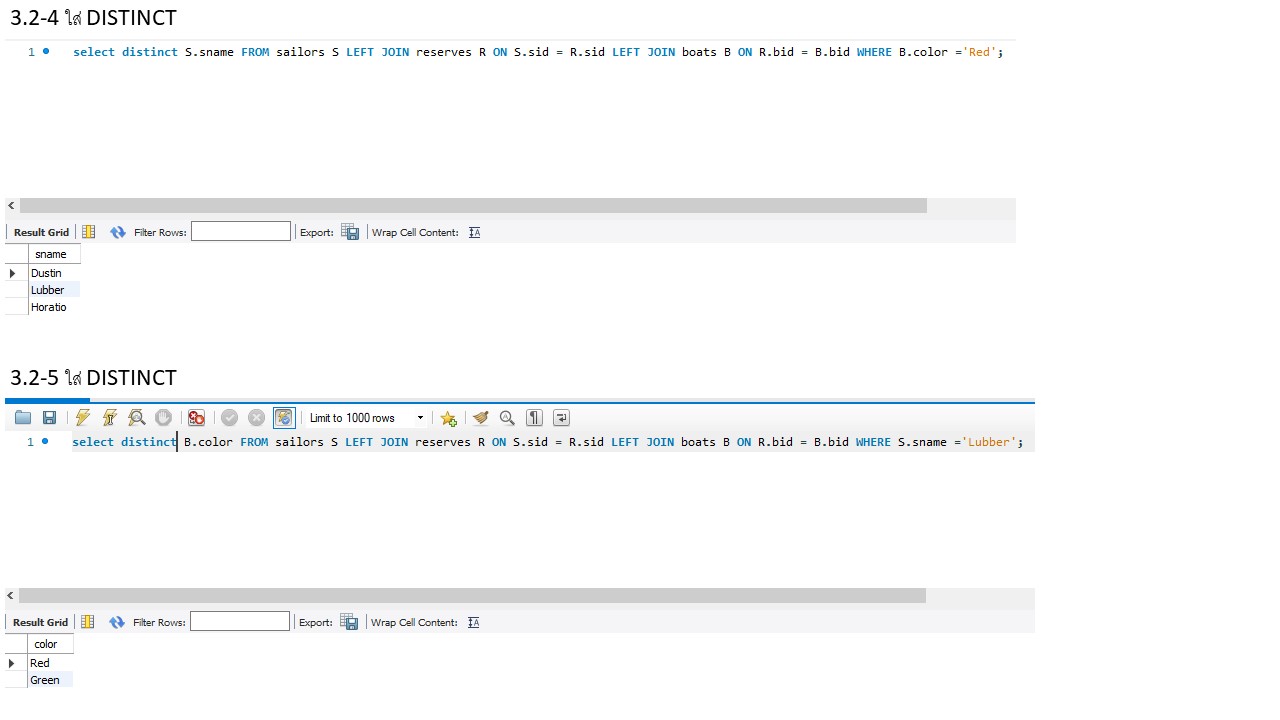 3.2-4 ใส่ DISTINCT
1 select distinct S.sname FROM sailors S LEFT JOIN reserves R ON S.sid = R.sid LEFT JOIN boats B ON R.bid = B.bid WHERE B.color ='Red';
Result Grid Filter Rows: Export: Wrap Cell Content:
sname
Dustin
Lubber
Horatio
3.2-5 ใส่ DISTINCT
Limit to 1000 rows
1 select distinct B.color FROM sailors S LEFT JOIN reserves R ON S.sid = R.sid LEFT JOIN boats B ON R.bid = B.bid WHERE S.sname ='Lubber';
Result Grid Filter Rows: Export: Wrap Cell Content:
color
Red
Green